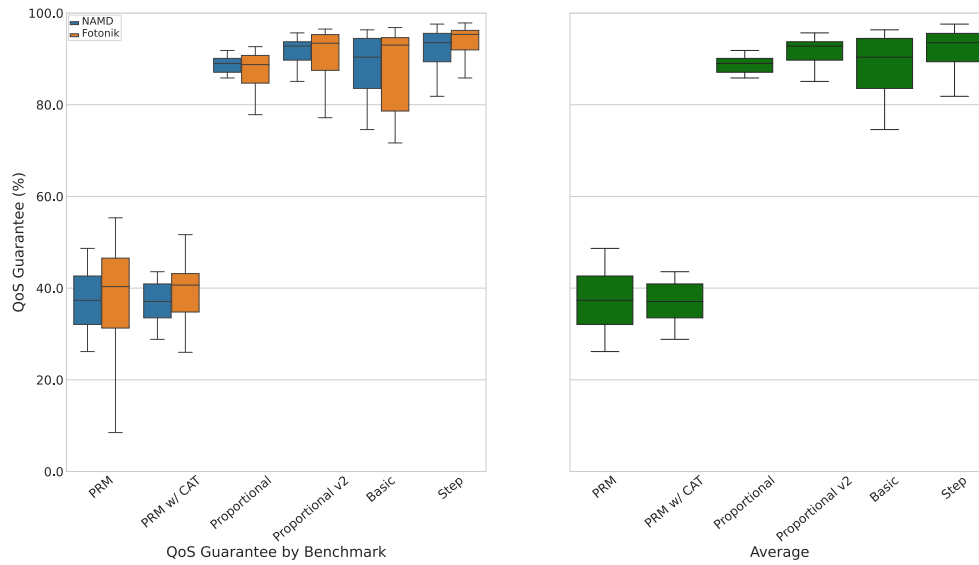 NAMD
Fotonik
100.0
80.0
60.0
40.0
20.0
0.0
QoS Guarantee (%)
PRM
PRM w/ CAT
Proportional
Proportional v2
Basic
Step
QoS Guarantee by Benchmark
PRM
PRM w/ CAT
Proportional
Proportional v2
Basic
Step
Average